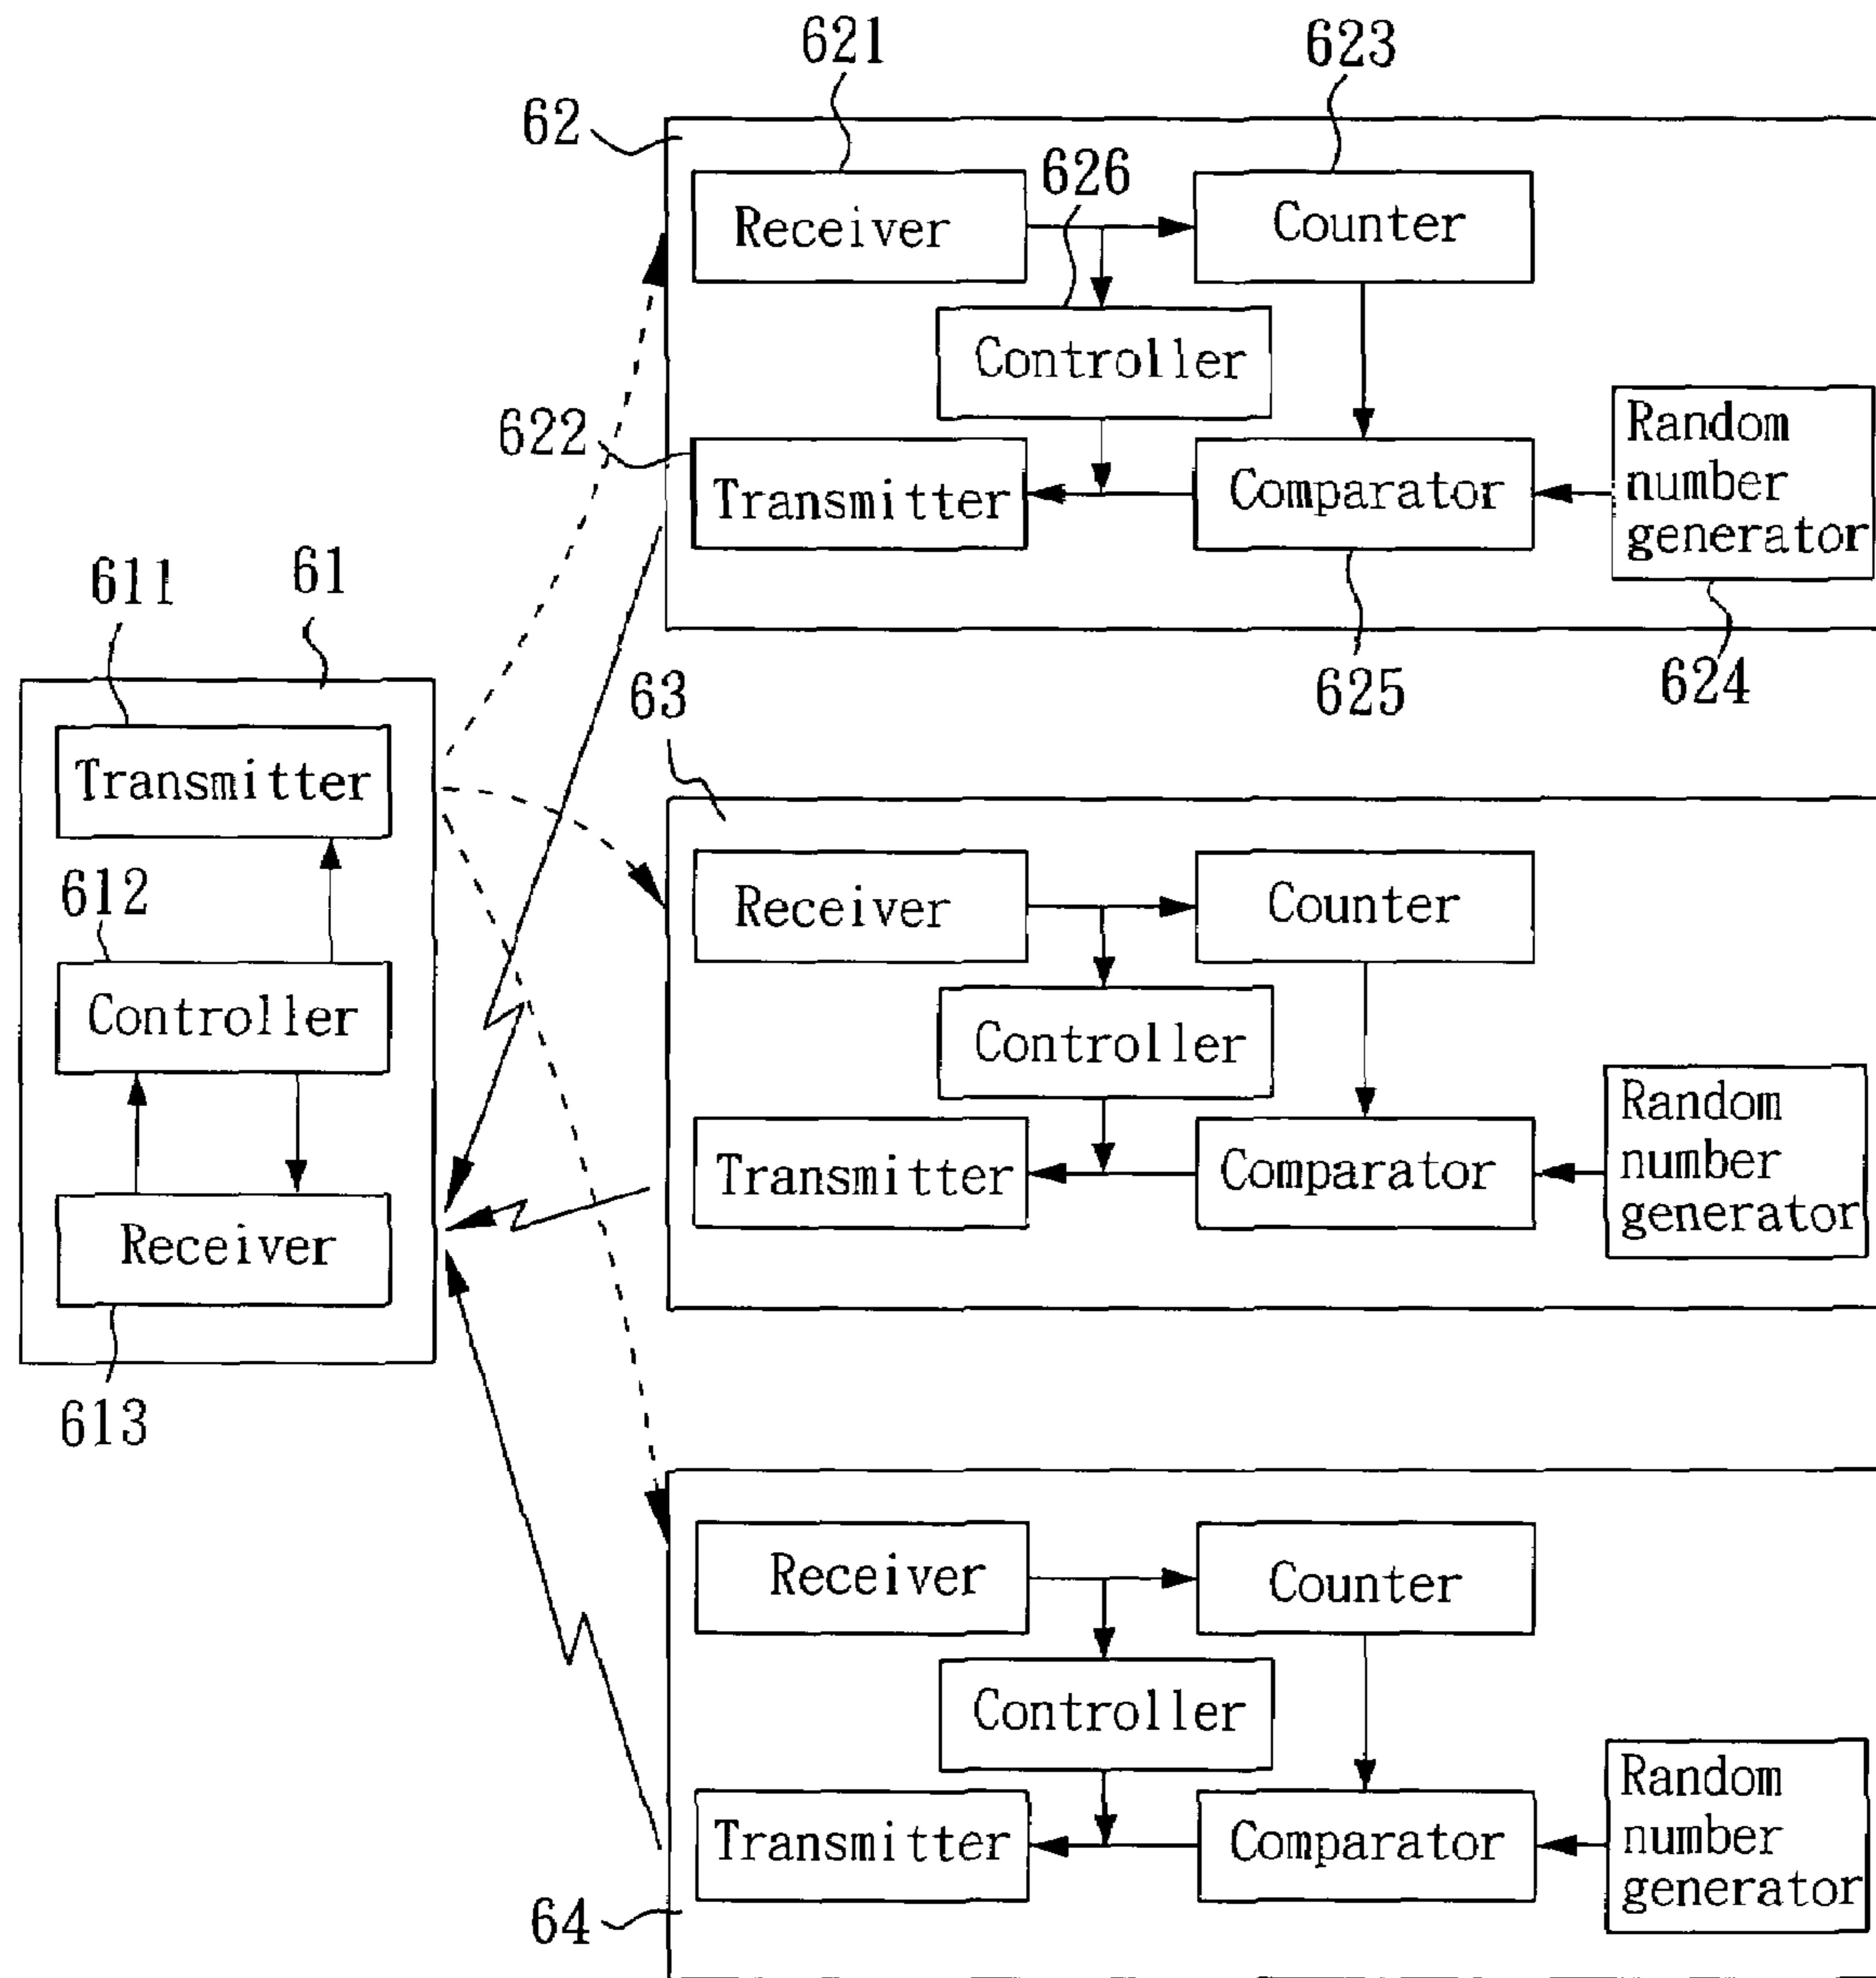 621
623
62
626
Receiver
Counter
Controller
622
Random
number
generator
Transmitter
Comparator
625
624
611
61
63
Transmitter
612
Controller
Receiver
613
Receiver
Counter
Controller
Transmitter
Comparator
Random
number
generator
Receiver
Counter
Controller
Transmitter
Comparator
Random
number
generator
64